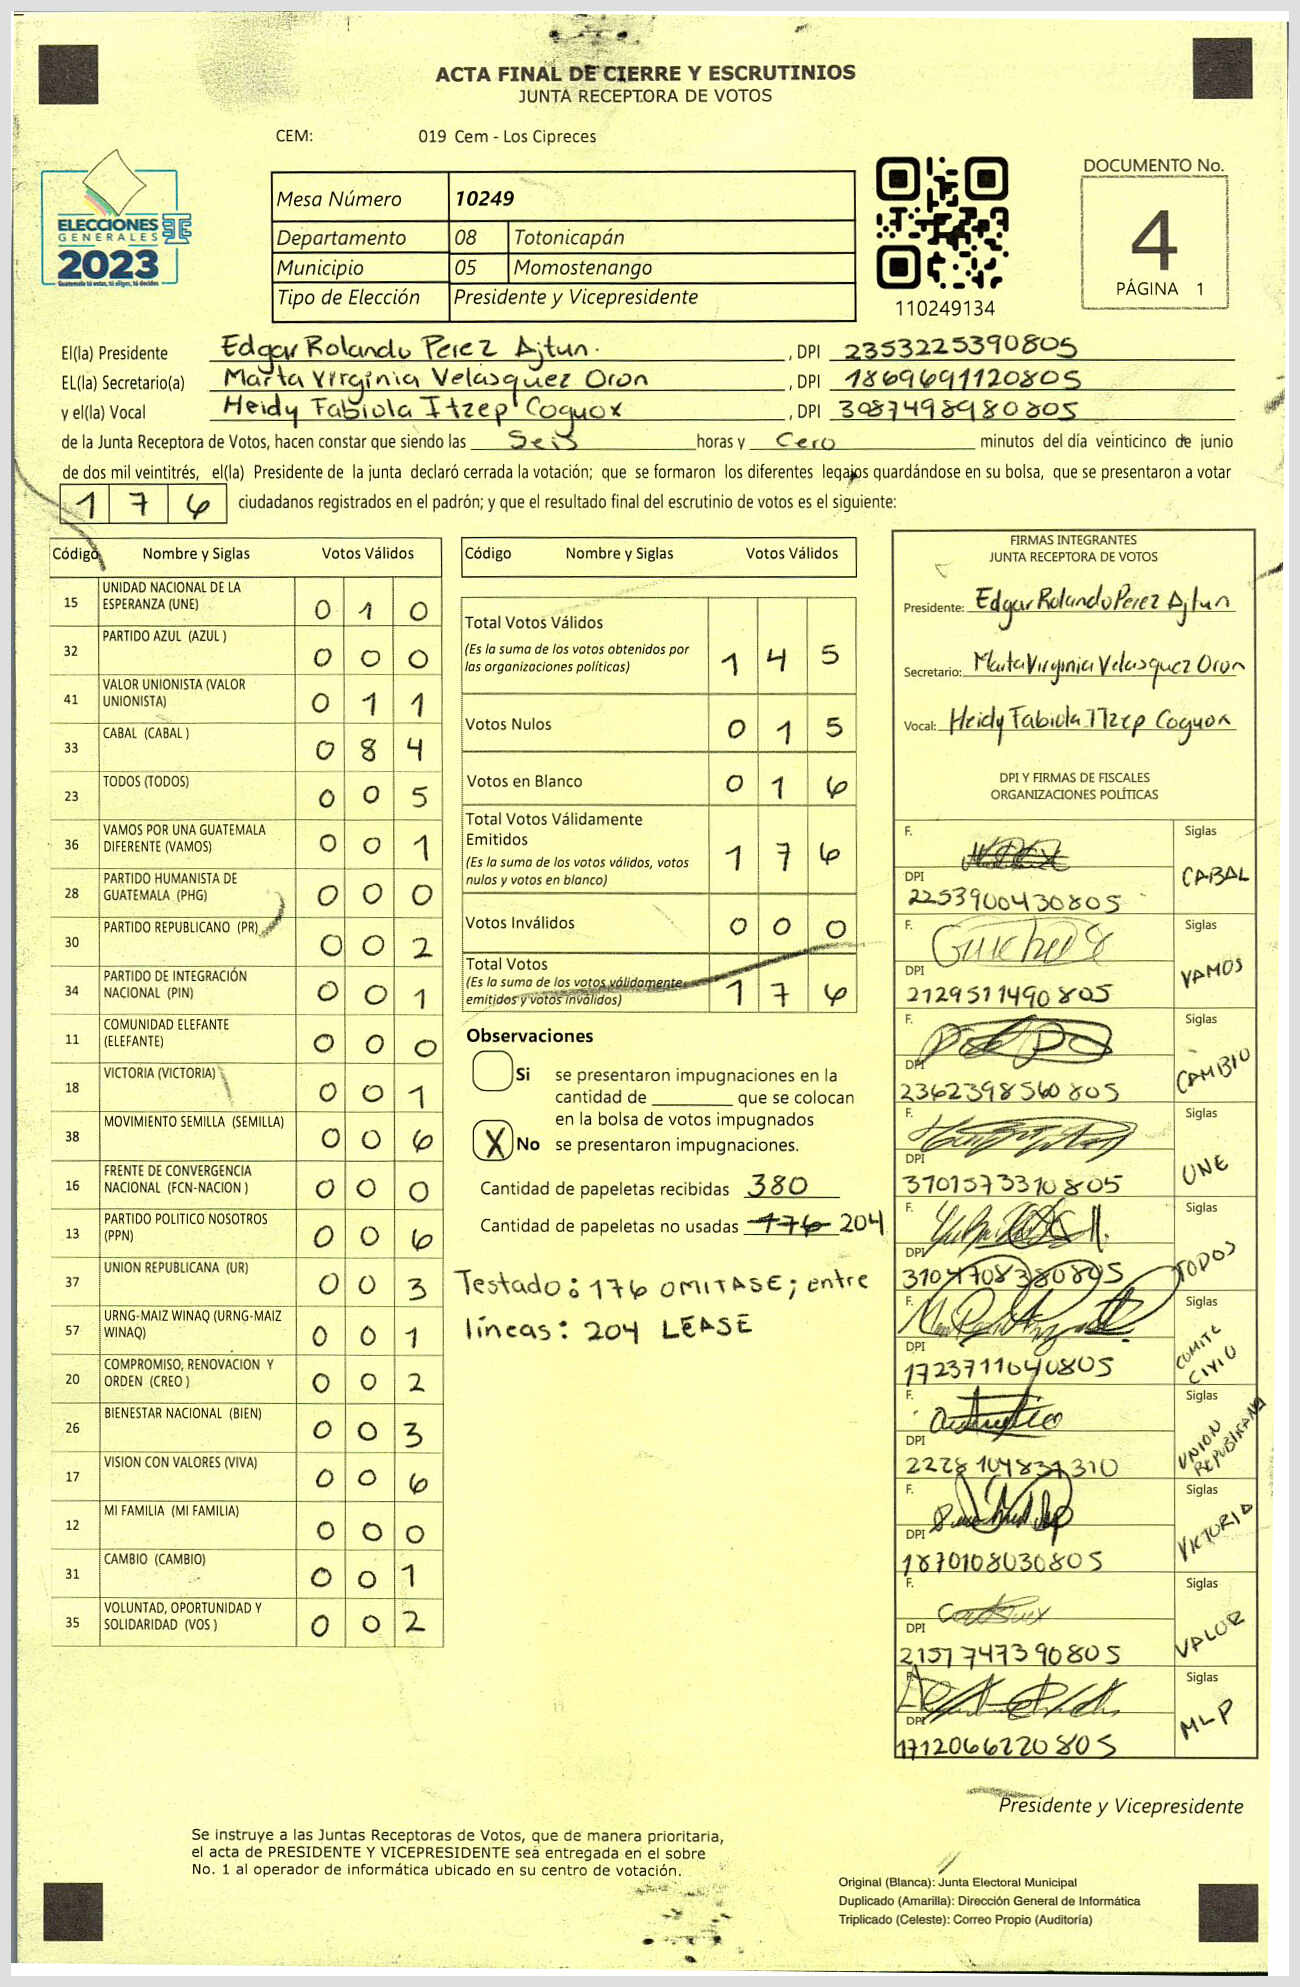 ACTA FINAL DE CIERRE Y ESCRUTINIOS
JUNTA RECEPTORA DE VOTOS
CEM: 019 Cem - Los Cipreces
ELECCIONES
GENERALES
2023
Guatemala tú votas, tú eliges, tú decides
Mesa Número 10249
Departamento 08 Totonicapán
Municipio 05 Momostenango
Tipo de Elección Presidente y Vicepresidente
110249134
DOCUMENTO No.
4
PÁGINA 1
El(la) Presidente Edgar Rolando Perez Ajtun. , DPI 2353225390805
EL(la) Secretario(a) Marta Virginia Velasquez Oron , DPI 1869691120805
y el(la) Vocal Heidy Fabiola Itzep Coguox , DPI 3087498980805
de la Junta Receptora de Votos, hacen constar que siendo las Seis horas y Cero minutos del día veinticinco de junio
de dos mil veintitrés, el(la) Presidente de la junta declaró cerrada la votación; que se formaron los diferentes legajos quardándose en su bolsa, que se presentaron a votar
1 7 6 ciudadanos registrados en el padrón; y que el resultado final del escrutinio de votos es el siguiente:
Código Nombre y Siglas Votos Válidos
15 UNIDAD NACIONAL DE LA ESPERANZA (UNE) 0 1 0
32 PARTIDO AZUL (AZUL ) 0 0 0
41 VALOR UNIONISTA (VALOR UNIONISTA) 0 1 1
33 CABAL (CABAL ) 0 8 4
23 TODOS (TODOS) 0 0 5
36 VAMOS POR UNA GUATEMALA DIFERENTE (VAMOS) 0 0 1
28 PARTIDO HUMANISTA DE GUATEMALA (PHG) 0 0 0
30 PARTIDO REPUBLICANO (PR) 0 0 2
34 PARTIDO DE INTEGRACIÓN NACIONAL (PIN) 0 0 1
11 COMUNIDAD ELEFANTE (ELEFANTE) 0 0 0
18 VICTORIA (VICTORIA) 0 0 1
38 MOVIMIENTO SEMILLA (SEMILLA) 0 0 6
16 FRENTE DE CONVERGENCIA NACIONAL (FCN-NACION ) 0 0 0
13 PARTIDO POLITICO NOSOTROS (PPN) 0 0 6
37 UNION REPUBLICANA (UR) 0 0 3
57 URNG-MAIZ WINAQ (URNG-MAIZ WINAQ) 0 0 1
20 COMPROMISO, RENOVACION Y ORDEN (CREO ) 0 0 2
26 BIENESTAR NACIONAL (BIEN) 0 0 3
17 VISION CON VALORES (VIVA) 0 0 6
12 MI FAMILIA (MI FAMILIA) 0 0 0
31 CAMBIO (CAMBIO) 0 0 1
35 VOLUNTAD, OPORTUNIDAD Y SOLIDARIDAD (VOS ) 0 0 2
Código Nombre y Siglas Votos Válidos
Total Votos Válidos
(Es la suma de los votos obtenidos por
las organizaciones políticas) 1 4 5
Votos Nulos 0 1 5
Votos en Blanco 0 1 6
Total Votos Válidamente
Emitidos
(Es la suma de los votos válidos, votos
nulos y votos en blanco) 1 7 6
Votos Inválidos 0 0 0
Total Votos
(Es la suma de los votos válidamente
emitidos y votos inválidos) 1 7 6
Observaciones
Si se presentaron impugnaciones en la
cantidad de ________ que se colocan
en la bolsa de votos impugnados
X No se presentaron impugnaciones.
Cantidad de papeletas recibidas 380
Cantidad de papeletas no usadas 176 204
Testado: 176 OMITASE; entre
líneas: 204 LEASE
FIRMAS INTEGRANTES
JUNTA RECEPTORA DE VOTOS
Presidente: Edgar Rolando Perez Ajtun
Secretario: Marta Virginia Velasquez Oron
Vocal: Heidy Fabiola ITzep Coguox
DPI Y FIRMAS DE FISCALES
ORGANIZACIONES POLÍTICAS
F. Siglas
DPI CABAL
2253900430805
F. Siglas
DPI VAMOS
2129511490805
F. Siglas
DPI CAMBIO
2362398560805
F. Siglas
DPI UNE
3101573310805
F. Siglas
DPI TODOS
3104708380805
F. Siglas
DPI COMITE CIVIO
1723711040805
F. Siglas
DPI UNION REPUBLIKANA
2228104831310
F. Siglas
DPI VICTORIA
1870108030805
F. Siglas
DPI VALOR
2157747390805
F. Siglas
DPI MLP
1712066220805
Presidente y Vicepresidente
Se instruye a las Juntas Receptoras de Votos, que de manera prioritaria,
el acta de PRESIDENTE Y VICEPRESIDENTE sea entregada en el sobre
No. 1 al operador de informática ubicado en su centro de votación.
Original (Blanca): Junta Electoral Municipal
Duplicado (Amarilla): Dirección General de Informática
Triplicado (Celeste): Correo Propio (Auditoría)